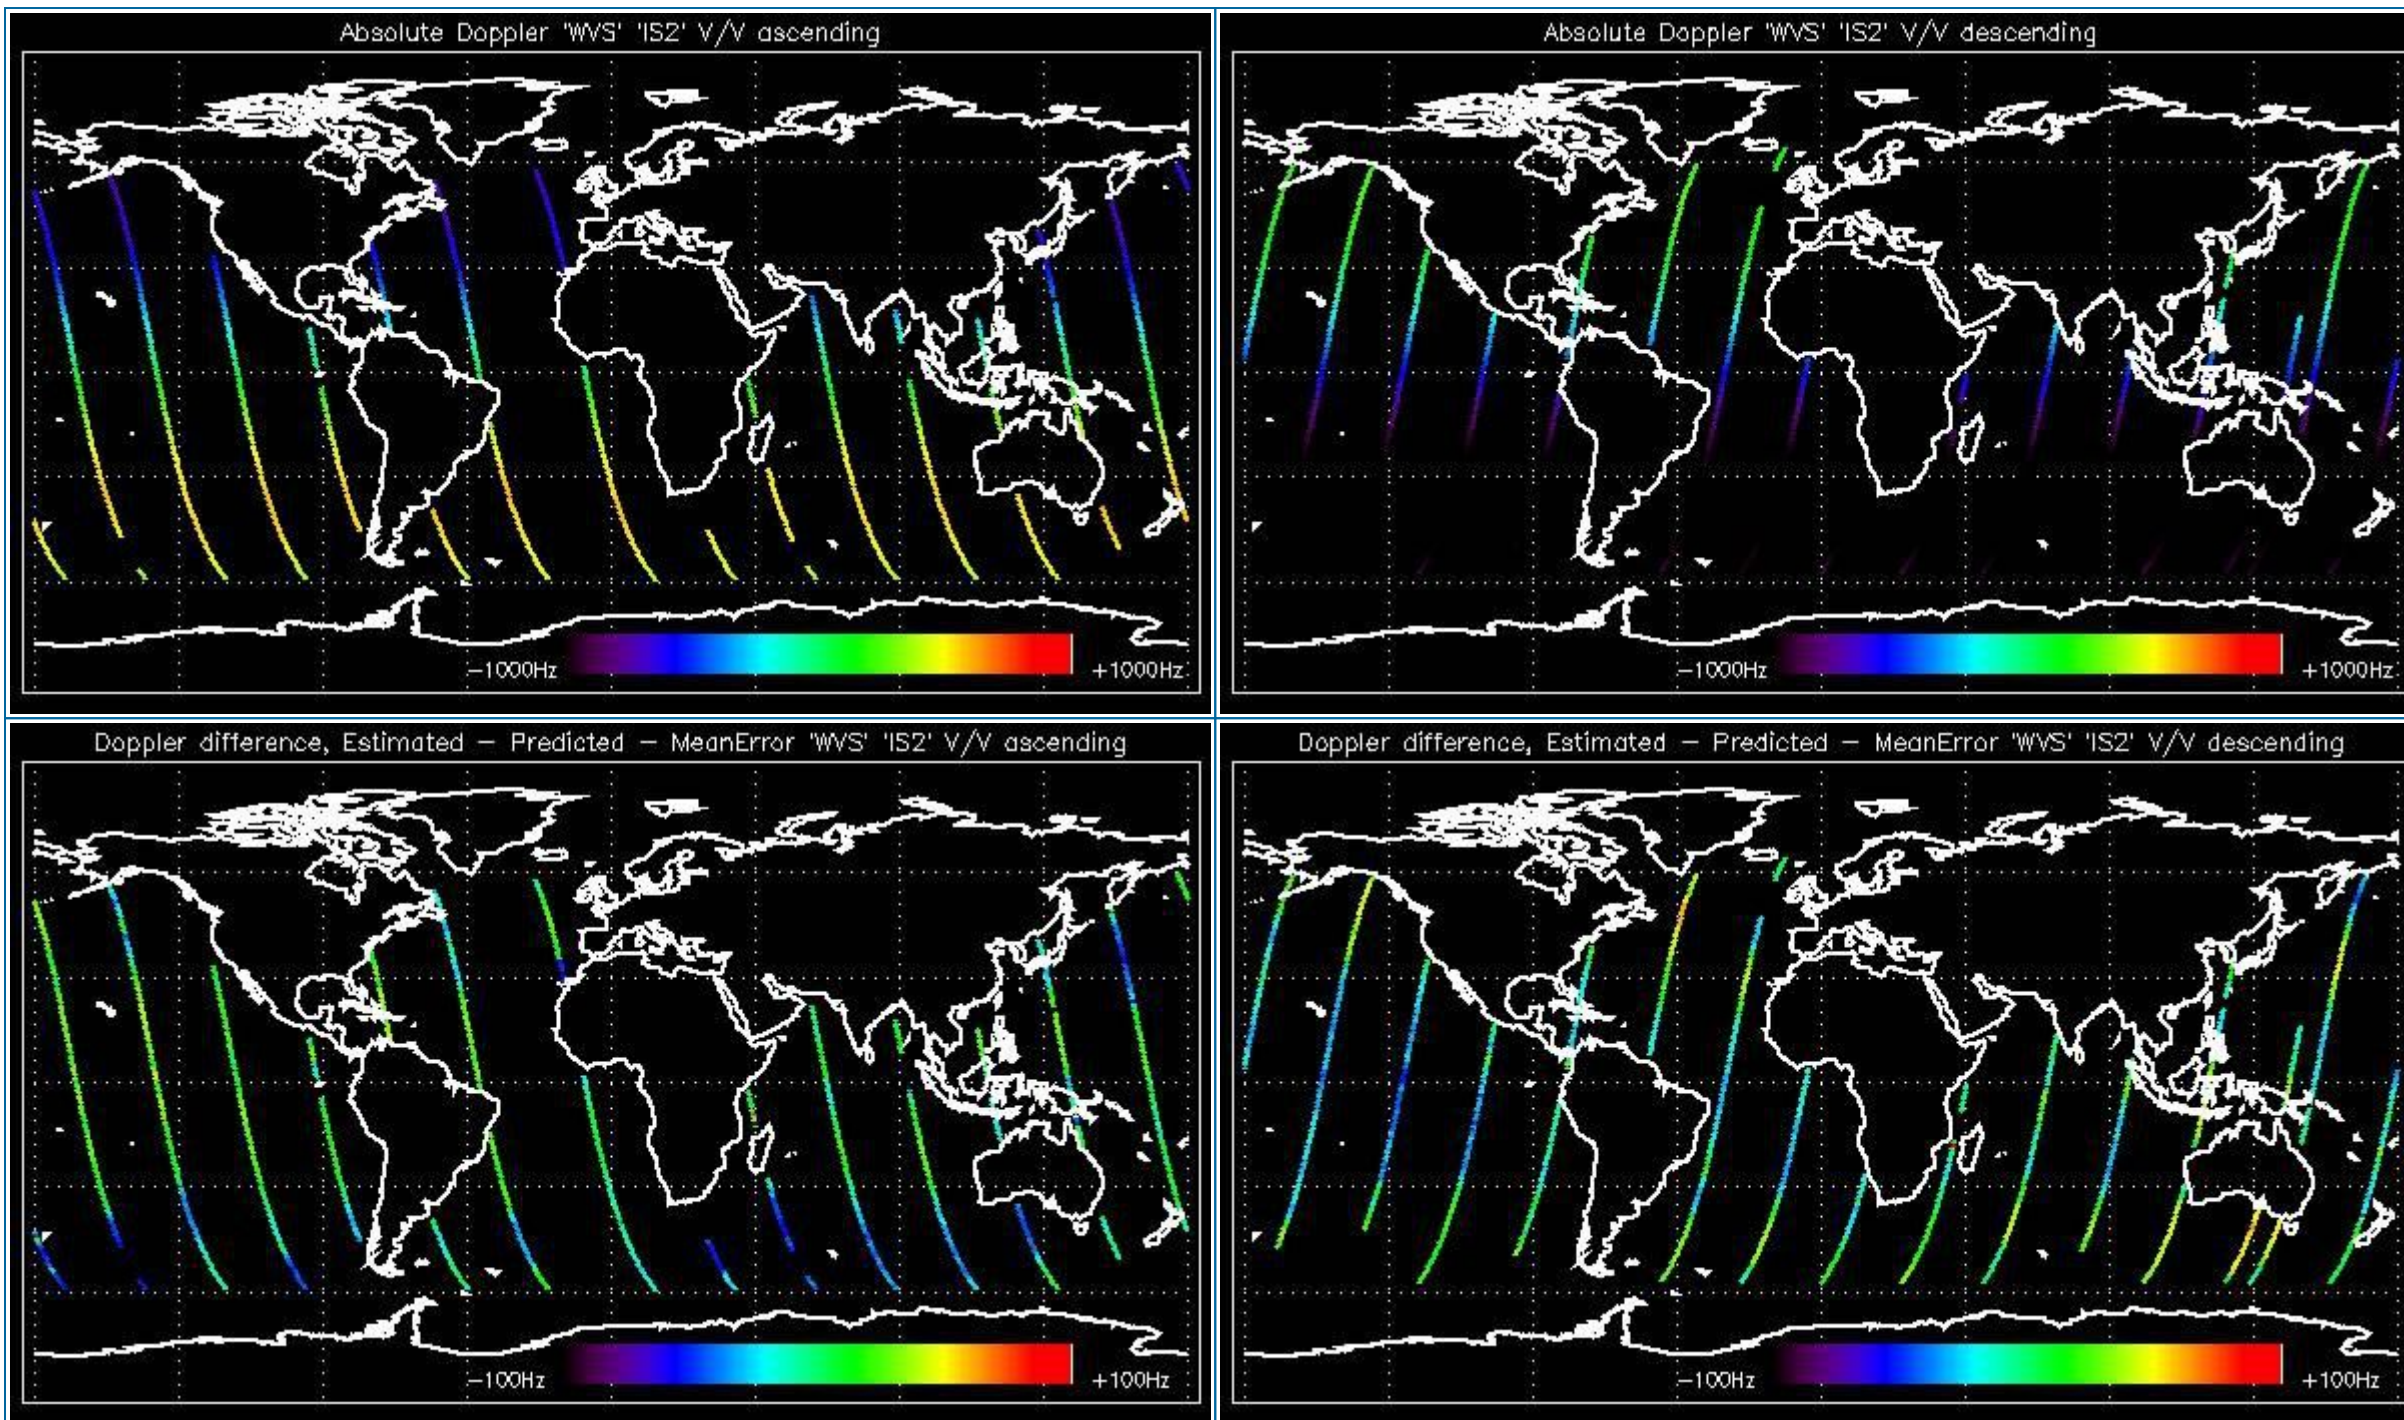 Absolute Doppler 'WVS' 'IS2' V/V ascending
-1000Hz
+1000Hz
Absolute Doppler 'WVS' 'IS2' V/V descending
-1000Hz
+1000Hz
Doppler difference, Estimated - Predicted - MeanError 'WVS' 'IS2' V/V ascending
-100Hz
+100Hz
Doppler difference, Estimated - Predicted - MeanError 'WVS' 'IS2' V/V descending
-100Hz
+100Hz